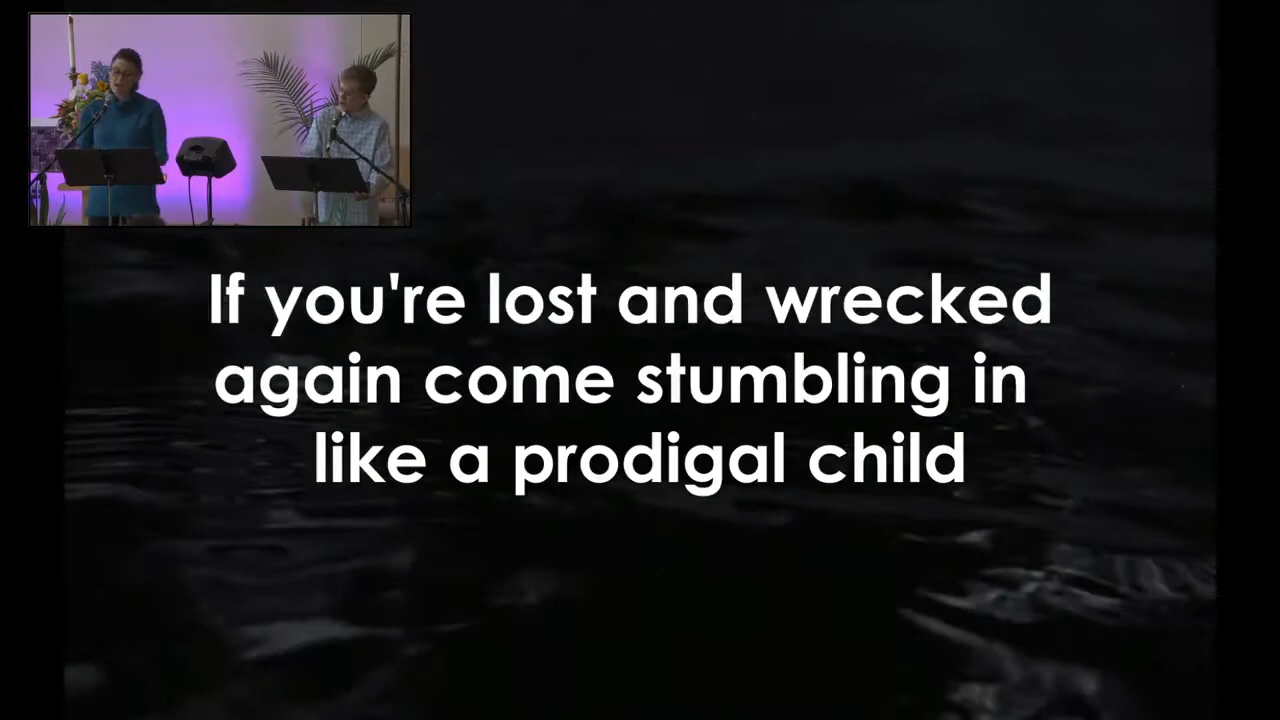 If you're lost and wrecked
again come stumbling in
like a prodigal child